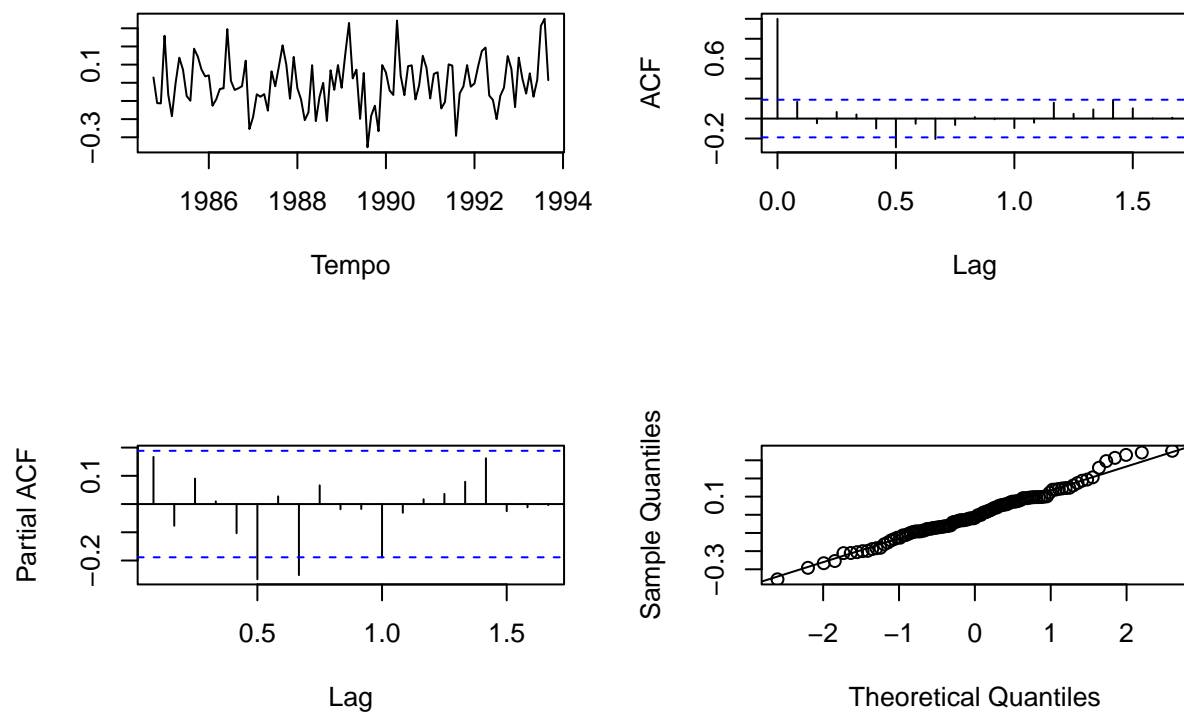 0.1
−0.3
1986 1988 1990 1992 1994
Tempo
ACF
0.6
−0.2
0.0 0.5 1.0 1.5
Lag
Partial ACF
0.1
−0.2
0.5 1.0 1.5
Lag
Sample Quantiles
0.1
−0.3
−2 −1 0 1 2
Theoretical Quantiles